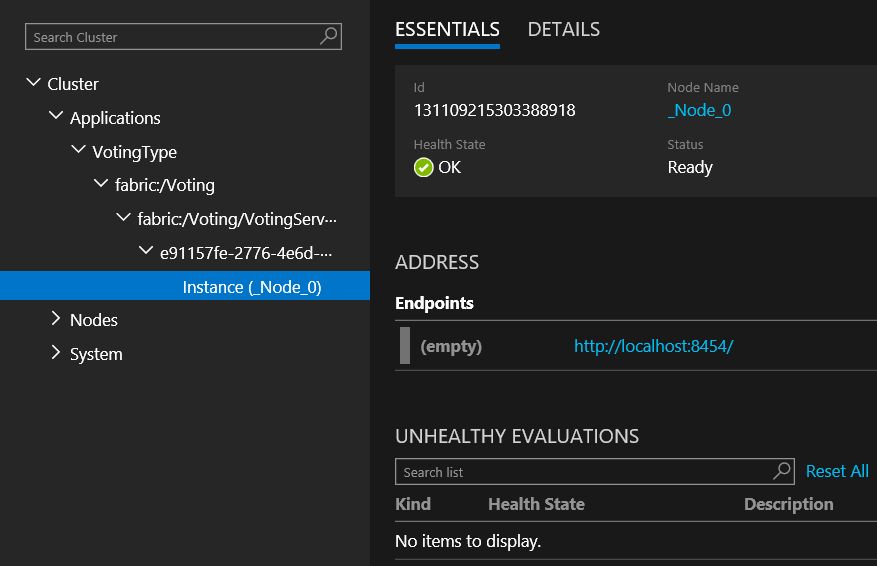 Search Cluster
Cluster
Applications
VotingType
fabric:/Voting
fabric:/Voting/VotingServ...
e91157fe-2776-4e6d-...
Instance (_Node_0)
Nodes
System
ESSENTIALS DETAILS
Id Node Name
131109215303388918 _Node_0
Health State Status
OK Ready
ADDRESS
Endpoints
(empty) http://localhost:8454/
UNHEALTHY EVALUATIONS
Search list Reset All
Kind Health State Description
No items to display.